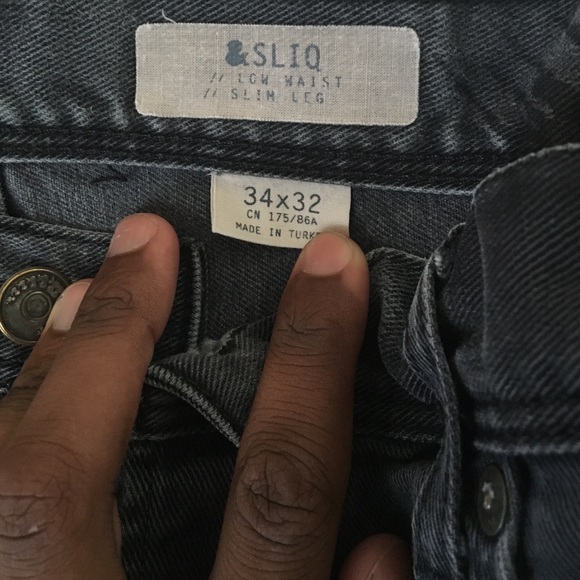 &SLIQ
// LOW WAIST
// SLIM LEG
34x32
CN 175/86A
MADE IN